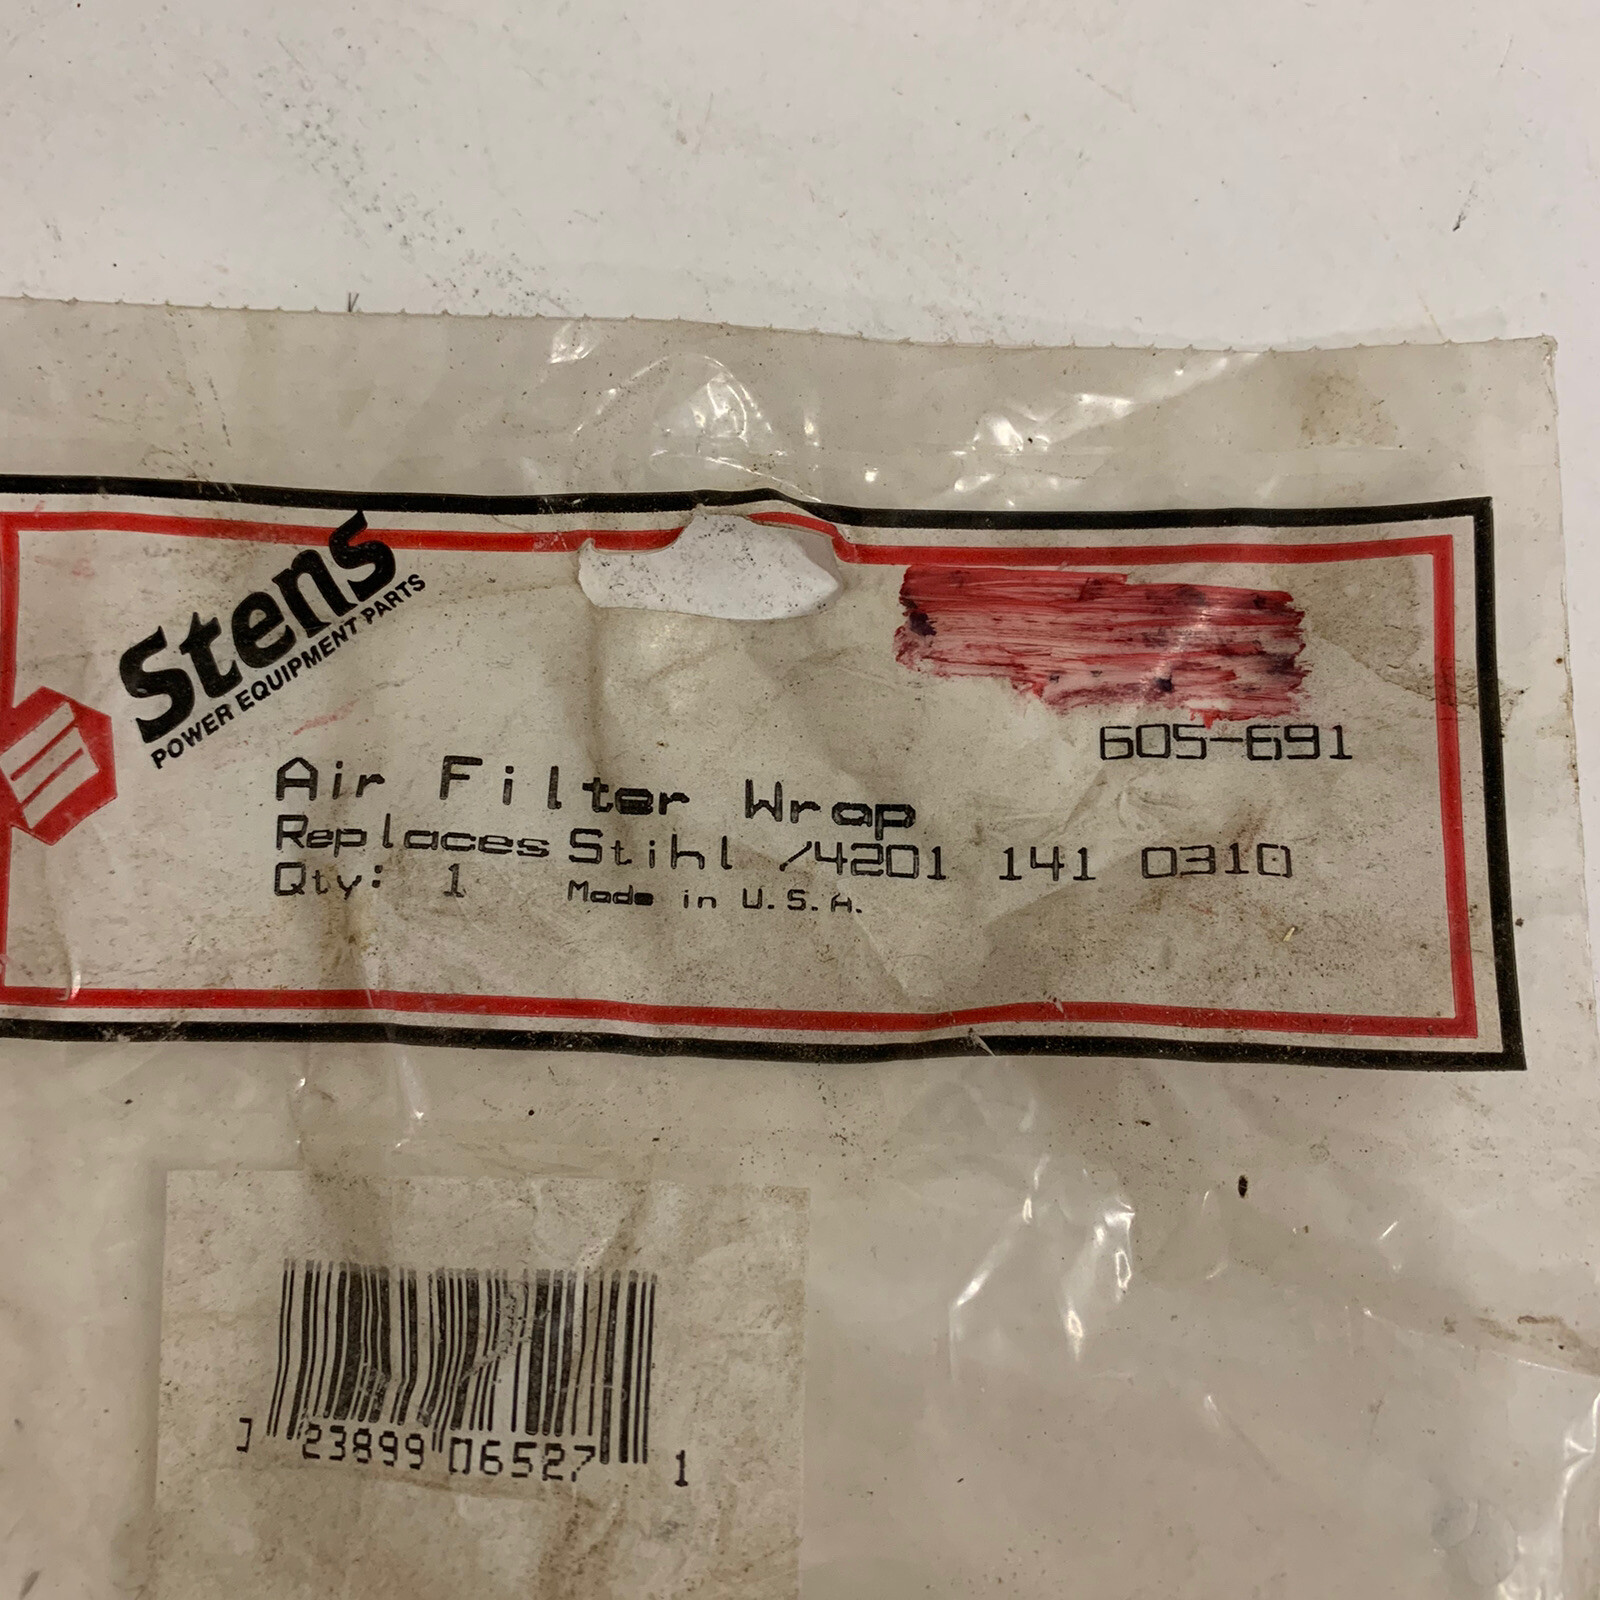 Stens
POWER EQUIPMENT PARTS
605-691
Air Filter Wrap
Replaces Stihl /4201 141 0310
Qty: 1 Made in U.S.A.
0 23899 06527 1